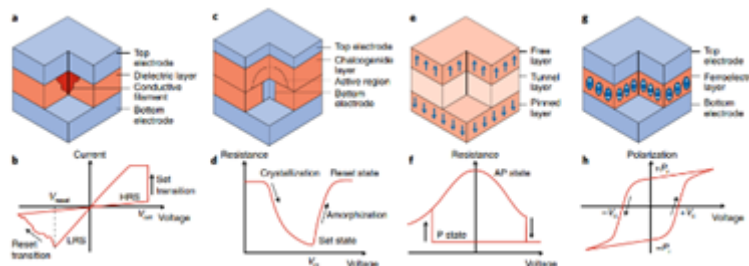 a
Top
electrode
Dielectric layer
Conductive
filament
Bottom
electrode
c
Top electrode
Chalcogenide
layer
Active region
Bottom
electrode
e
Free
layer
Tunnel
layer
Pinned
layer
g
Top
electrode
Ferroelectric
layer
Bottom
electrode
b
Current
Set
transition
HRS
Voltage
LRS
Reset
transition
d
Resistance
Crystallization
Reset state
Amorphization
Set state
Voltage
f
Resistance
AP state
P state
Voltage
h
Polarization
Voltage